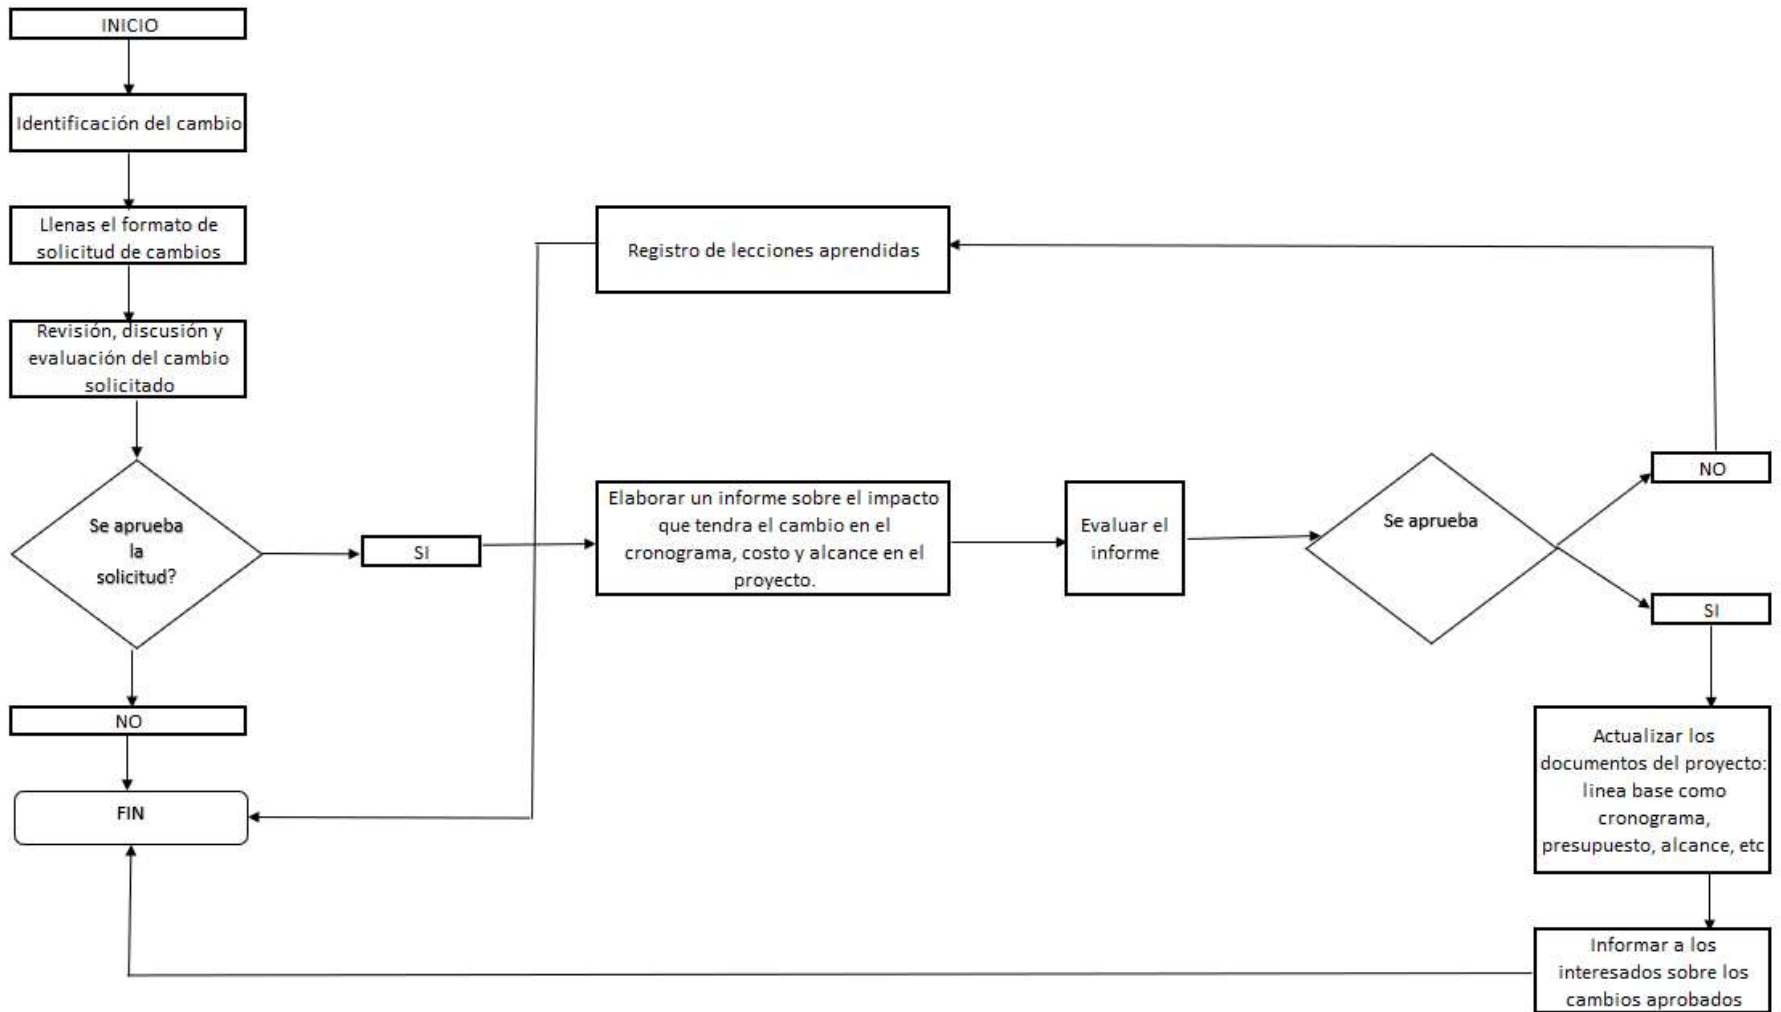 INICIO
Identificación del cambio
Llenas el formato de
solicitud de cambios
Revisión, discusión y
evaluación del cambio
solicitado
Se aprueba
la
solicitud?
SI
NO
FIN
Registro de lecciones aprendidas
Elaborar un informe sobre el impacto
que tendra el cambio en el
cronograma, costo y alcance en el
proyecto.
Evaluar el
informe
Se aprueba
NO
SI
Actualizar los
documentos del proyecto:
linea base como
cronograma,
presupuesto, alcance, etc
Informar a los
interesados sobre los
cambios aprobados